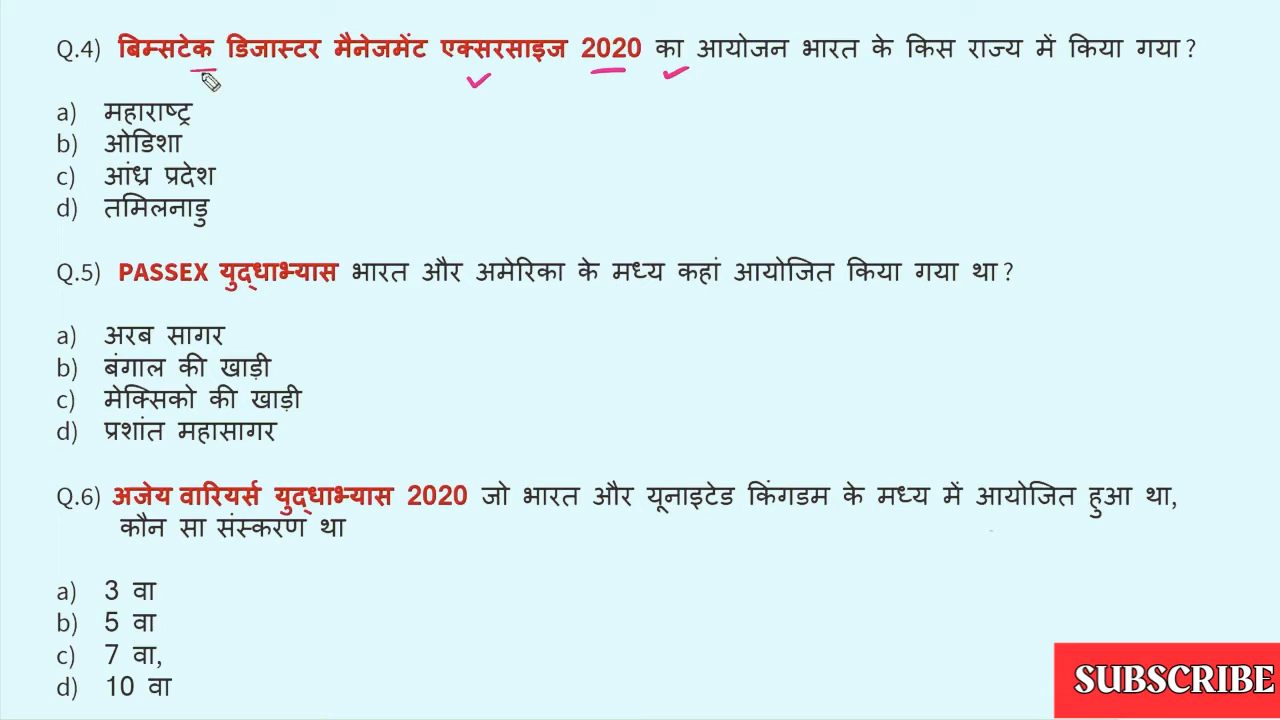 Q.4) बिम्सटेक डिजास्टर मैनेजमेंट एक्सरसाइज 2020 का आयोजन भारत के किस राज्य में किया गया?
a) महाराष्ट्र
b) ओडिशा
c) आंध्र प्रदेश
d) तमिलनाडु
Q.5) PASSEX युद्धाभ्यास भारत और अमेरिका के मध्य कहां आयोजित किया गया था?
a) अरब सागर
b) बंगाल की खाड़ी
c) मेक्सिको की खाड़ी
d) प्रशांत महासागर
Q.6) अजेय वारियर्स युद्धाभ्यास 2020 जो भारत और यूनाइटेड किंगडम के मध्य में आयोजित हुआ था,
कौन सा संस्करण था
a) 3 वा
b) 5 वा
c) 7 वा,
d) 10 वा
SUBSCRIBE